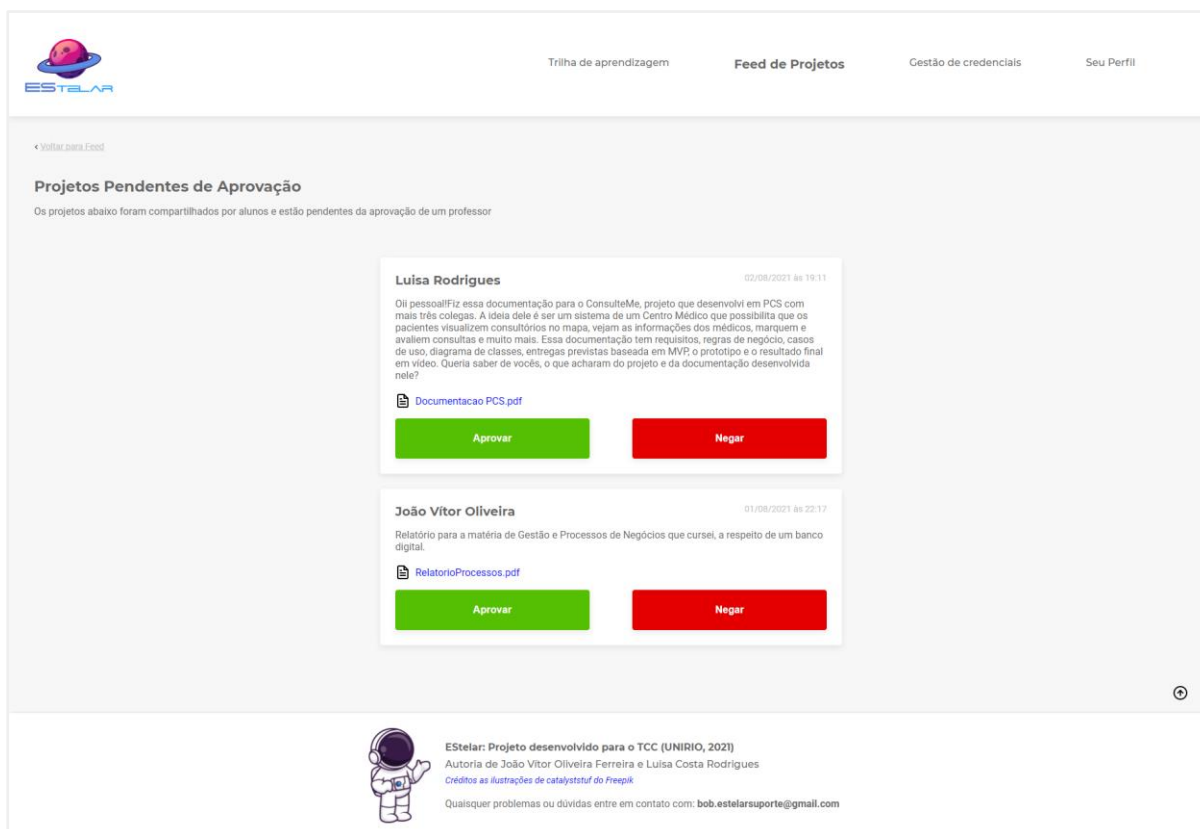 EStelar
Trilha de aprendizagem
Feed de Projetos
Gestão de credenciais
Seu Perfil
‹ Voltar para Feed
Projetos Pendentes de Aprovação
Os projetos abaixo foram compartilhados por alunos e estão pendentes da aprovação de um professor
Luisa Rodrigues
02/08/2021 às 19:11
Oii pessoal!Fiz essa documentação para o ConsulteMe, projeto que desenvolvi em PCS com
mais três colegas. A ideia dele é ser um sistema de um Centro Médico que possibilita que os
pacientes visualizem consultórios no mapa, vejam as informações dos médicos, marquem e
avaliem consultas e muito mais. Essa documentação tem requisitos, regras de negócio, casos
de uso, diagrama de classes, entregas previstas baseada em MVP, o prototipo e o resultado final
em vídeo. Queria saber de vocês, o que acharam do projeto e da documentação desenvolvida
nele?
Documentacao PCS.pdf
Aprovar
Negar
João Vítor Oliveira
01/08/2021 às 22:17
Relatório para a matéria de Gestão e Processos de Negócios que cursei, a respeito de um banco
digital.
RelatorioProcessos.pdf
Aprovar
Negar
EStelar: Projeto desenvolvido para o TCC (UNIRIO, 2021)
Autoria de João Vítor Oliveira Ferreira e Luísa Costa Rodrigues
Créditos as ilustrações de catalyststuf do Freepik
Quaisquer problemas ou dúvidas entre em contato com: bob.estelarsuporte@gmail.com